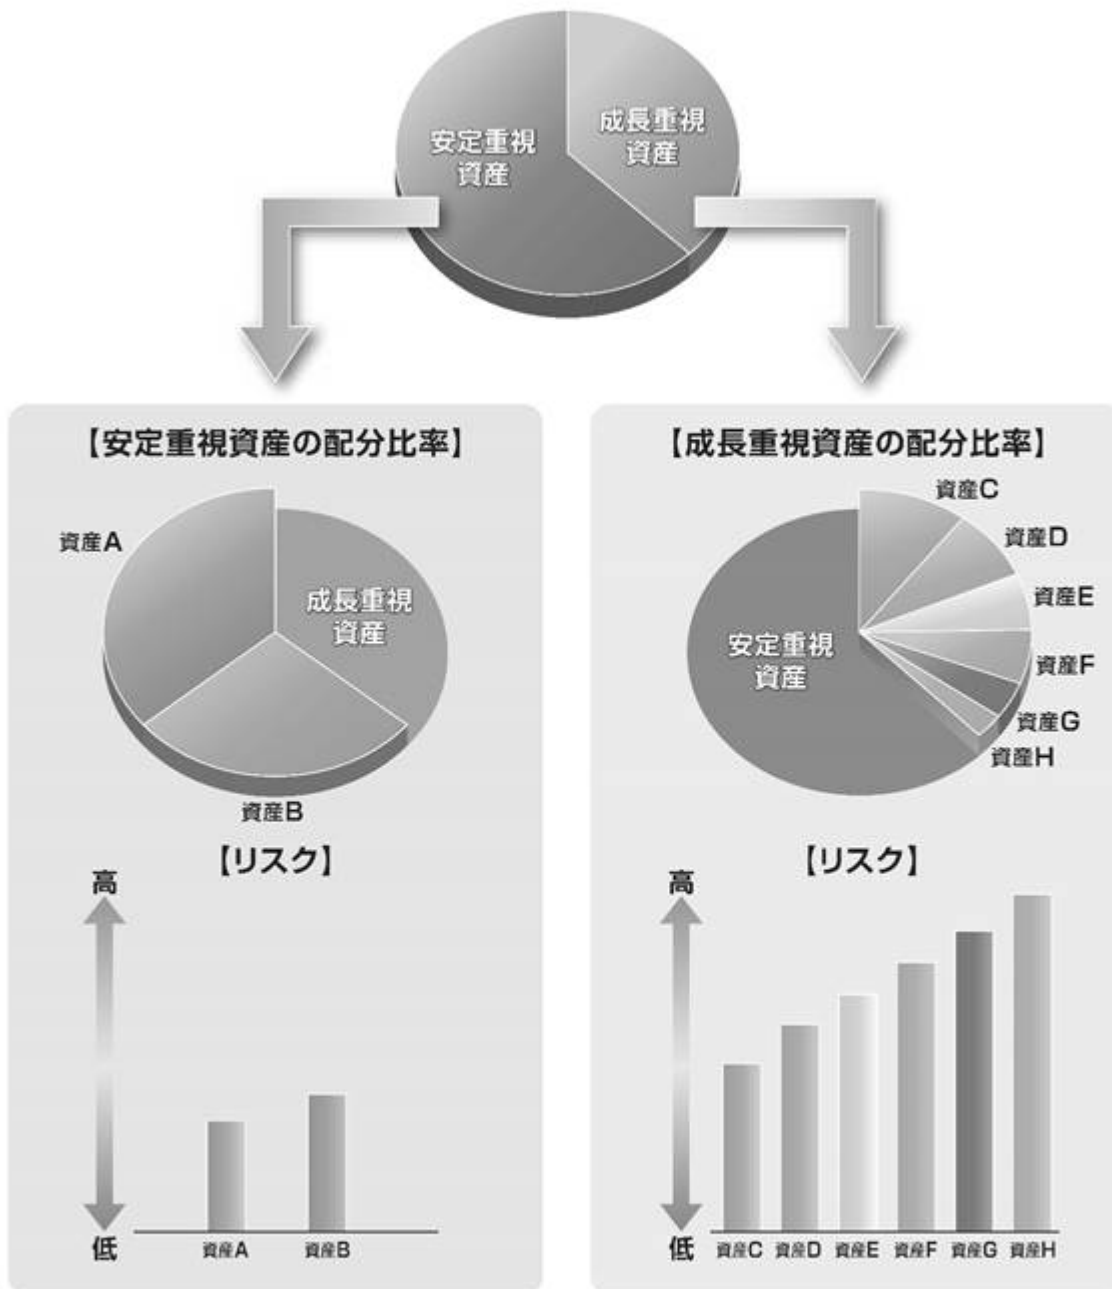 安定重視
資産
成長重視
資産
【安定重視資産の配分比率】
資産A
成長重視
資産
資産B
【リスク】
高
低
資産A 資産B
【成長重視資産の配分比率】
資産C
資産D
資産E
資産F
資産G
資産H
安定重視
資産
【リスク】
高
低
資産C 資産D 資産E 資産F 資産G 資産H